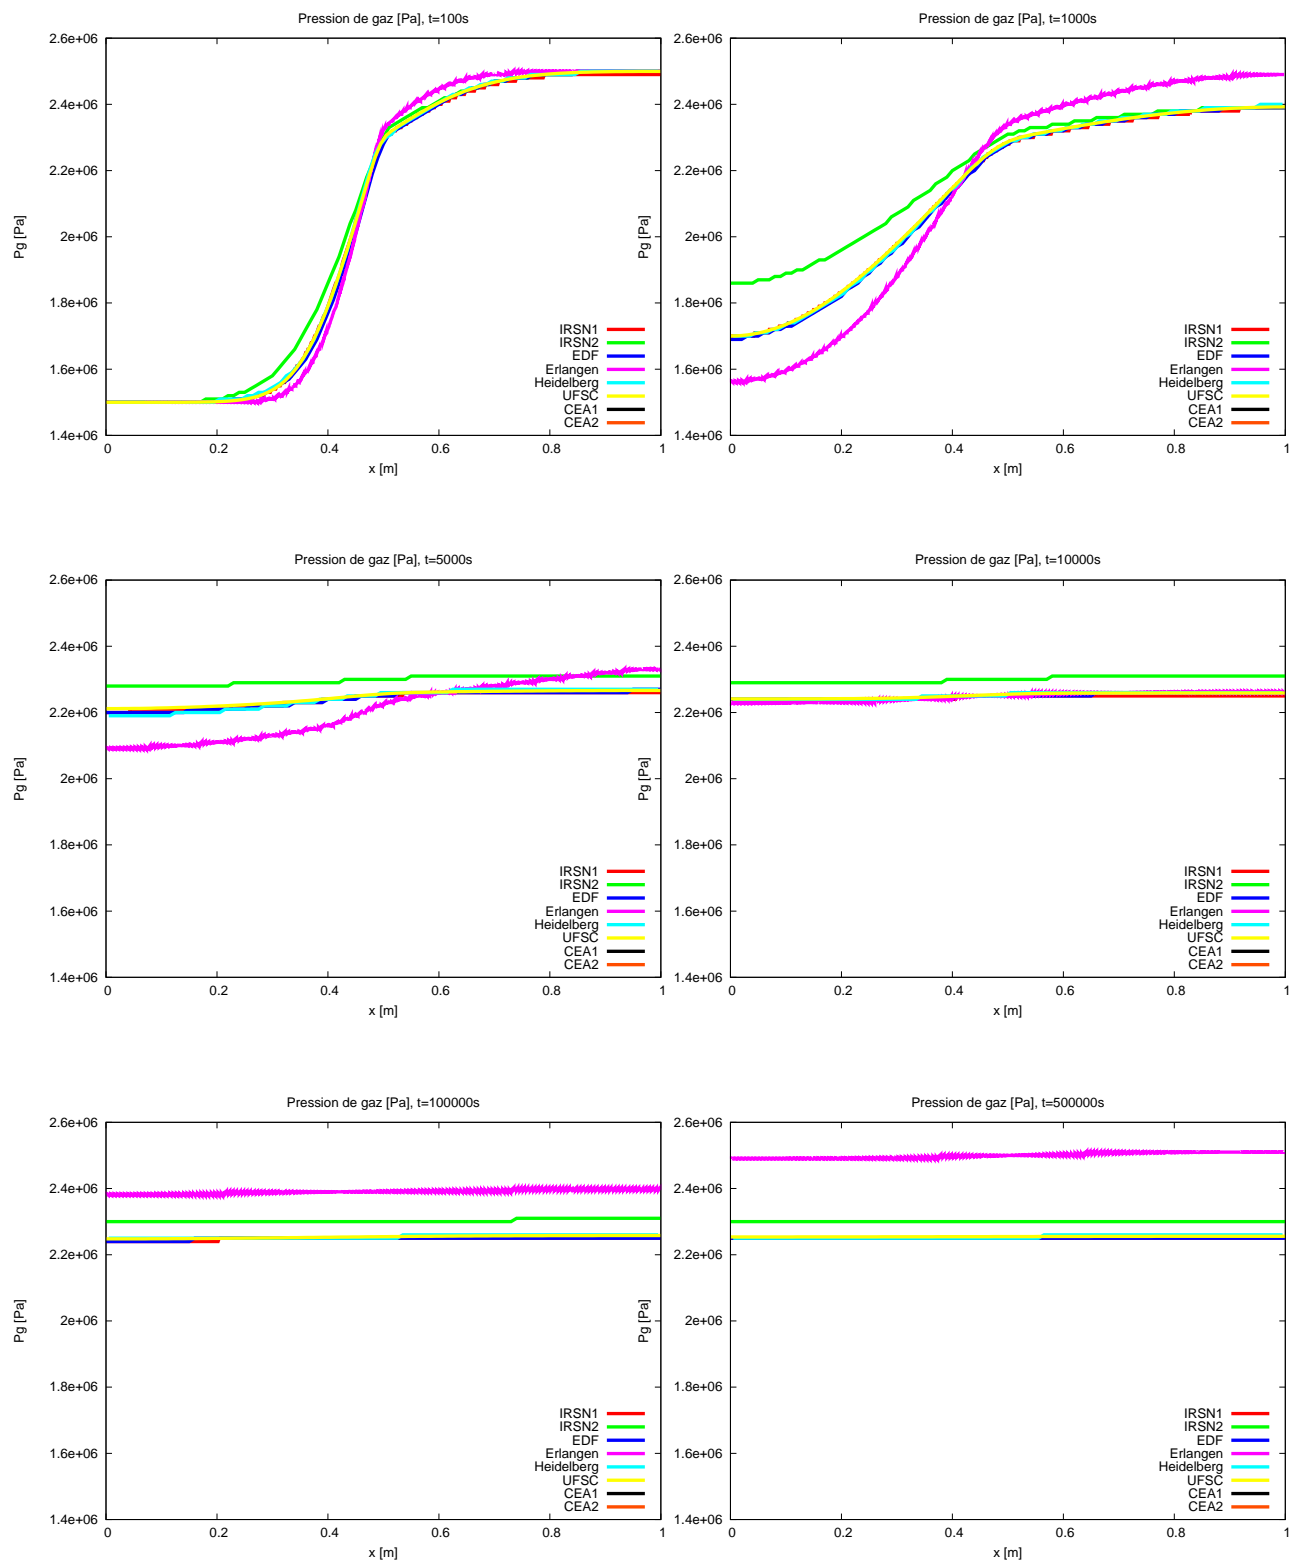 Pression de gaz [Pa], t=100s
2.6e+06
2.4e+06
2.2e+06
2e+06
1.8e+06
1.6e+06
1.4e+06
Pg [Pa]
0 0.2 0.4 0.6 0.8 1
x [m]
IRSN1
IRSN2
EDF
Erlangen
Heidelberg
UFSC
CEA1
CEA2
Pression de gaz [Pa], t=1000s
2.6e+06
2.4e+06
2.2e+06
2e+06
1.8e+06
1.6e+06
1.4e+06
Pg [Pa]
0 0.2 0.4 0.6 0.8 1
x [m]
IRSN1
IRSN2
EDF
Erlangen
Heidelberg
UFSC
CEA1
CEA2
Pression de gaz [Pa], t=5000s
2.6e+06
2.4e+06
2.2e+06
2e+06
1.8e+06
1.6e+06
1.4e+06
Pg [Pa]
0 0.2 0.4 0.6 0.8 1
x [m]
IRSN1
IRSN2
EDF
Erlangen
Heidelberg
UFSC
CEA1
CEA2
Pression de gaz [Pa], t=10000s
2.6e+06
2.4e+06
2.2e+06
2e+06
1.8e+06
1.6e+06
1.4e+06
Pg [Pa]
0 0.2 0.4 0.6 0.8 1
x [m]
IRSN1
IRSN2
EDF
Erlangen
Heidelberg
UFSC
CEA1
CEA2
Pression de gaz [Pa], t=100000s
2.6e+06
2.4e+06
2.2e+06
2e+06
1.8e+06
1.6e+06
1.4e+06
Pg [Pa]
0 0.2 0.4 0.6 0.8 1
x [m]
IRSN1
IRSN2
EDF
Erlangen
Heidelberg
UFSC
CEA1
CEA2
Pression de gaz [Pa], t=500000s
2.6e+06
2.4e+06
2.2e+06
2e+06
1.8e+06
1.6e+06
1.4e+06
Pg [Pa]
0 0.2 0.4 0.6 0.8 1
x [m]
IRSN1
IRSN2
EDF
Erlangen
Heidelberg
UFSC
CEA1
CEA2